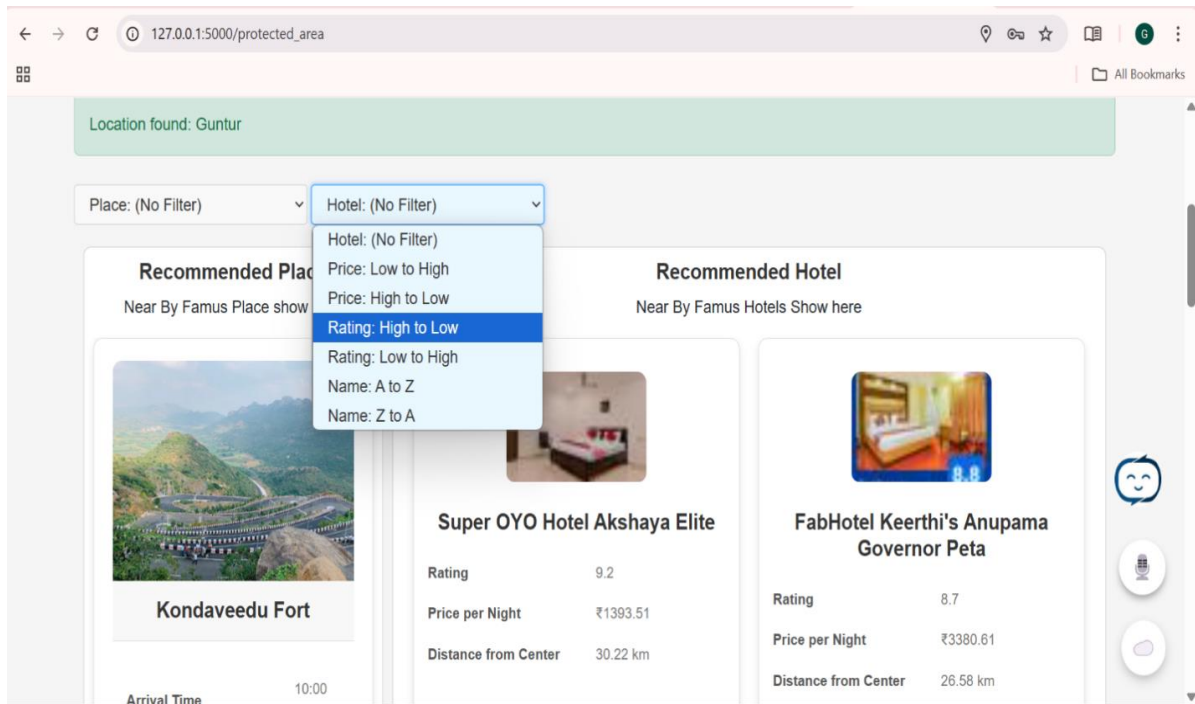 127.0.0.1:5000/protected_area
G
All Bookmarks
Location found: Guntur
Place: (No Filter)
Hotel: (No Filter)
Hotel: (No Filter)
Price: Low to High
Price: High to Low
Rating: High to Low
Rating: Low to High
Name: A to Z
Name: Z to A
Recommended Plac
Near By Famus Place show
Kondaveedu Fort
Arrival Time
10:00
Recommended Hotel
Near By Famus Hotels Show here
Super OYO Hotel Akshaya Elite
Rating 9.2
Price per Night ₹1393.51
Distance from Center 30.22 km
8.8
FabHotel Keerthi's Anupama
Governor Peta
Rating 8.7
Price per Night ₹3380.61
Distance from Center 26.58 km